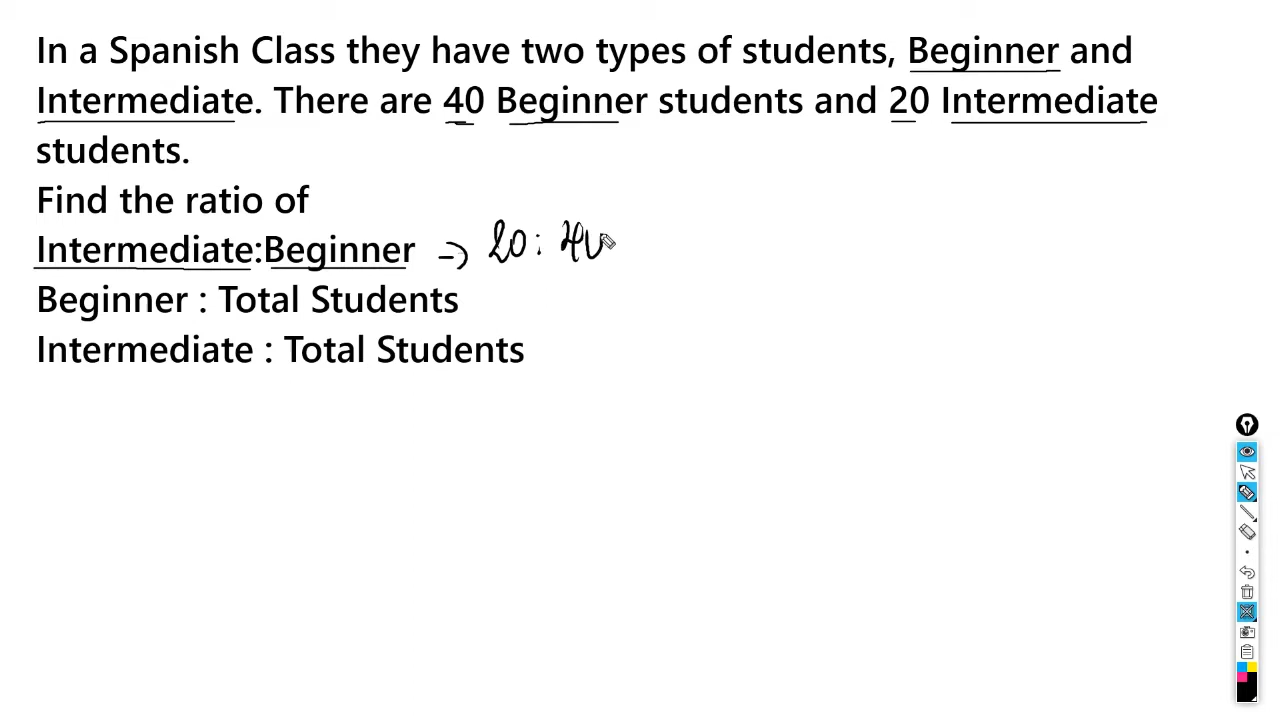 In a Spanish Class they have two types of students, Beginner and
Intermediate. There are 40 Beginner students and 20 Intermediate
students.
Find the ratio of
Intermediate:Beginner → 20:
Beginner : Total Students
Intermediate : Total Students